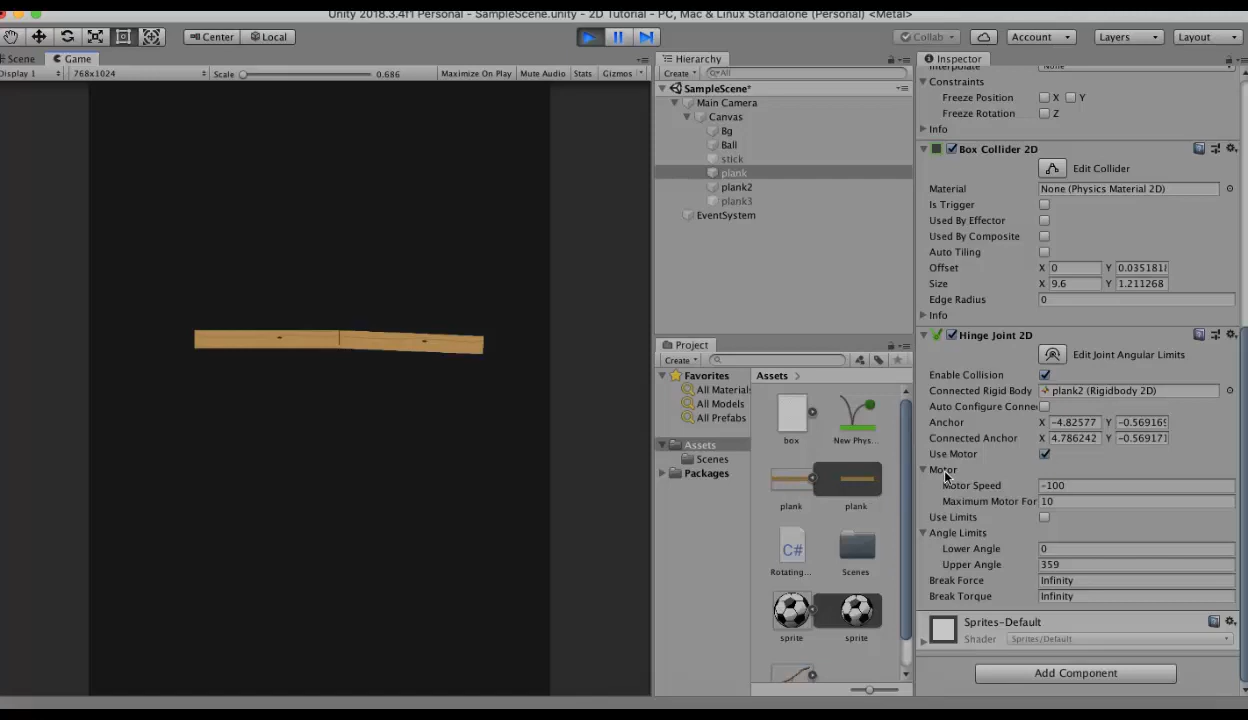 Unity 2018.3.4f1 Personal - SampleScene.unity - 2D Tutorial - PC, Mac & Linux Standalone (Personal) <Metal>
Center Local Collab Account Layers Layout
Scene Game Hierarchy Inspector
Display 1 768x1024 Scale 0.686 Maximize On Play Mute Audio Stats Gizmos
Create All
SampleScene*
Main Camera
Canvas
Bg
Ball
stick
plank
plank2
plank3
EventSystem
Project
Create
Favorites
All Materials
All Models
All Prefabs
Assets
Scenes
Packages
Assets
box New Phys...
plank plank
C#
Rotating... Scenes
sprite sprite
Interpolate None
Constraints
Freeze Position X Y
Freeze Rotation Z
Info
Box Collider 2D
Edit Collider
Material None (Physics Material 2D)
Is Trigger
Used By Effector
Used By Composite
Auto Tiling
Offset X 0 Y 0.035181
Size X 9.6 Y 1.211268
Edge Radius 0
Info
Hinge Joint 2D
Edit Joint Angular Limits
Enable Collision
Connected Rigid Body plank2 (Rigidbody 2D)
Auto Configure Conne
Anchor X -4.82577 Y -0.569169
Connected Anchor X 4.786242 Y -0.569171
Use Motor
Motor
Motor Speed -100
Maximum Motor For 10
Use Limits
Angle Limits
Lower Angle 0
Upper Angle 359
Break Force Infinity
Break Torque Infinity
Sprites-Default
Shader Sprites/Default
Add Component